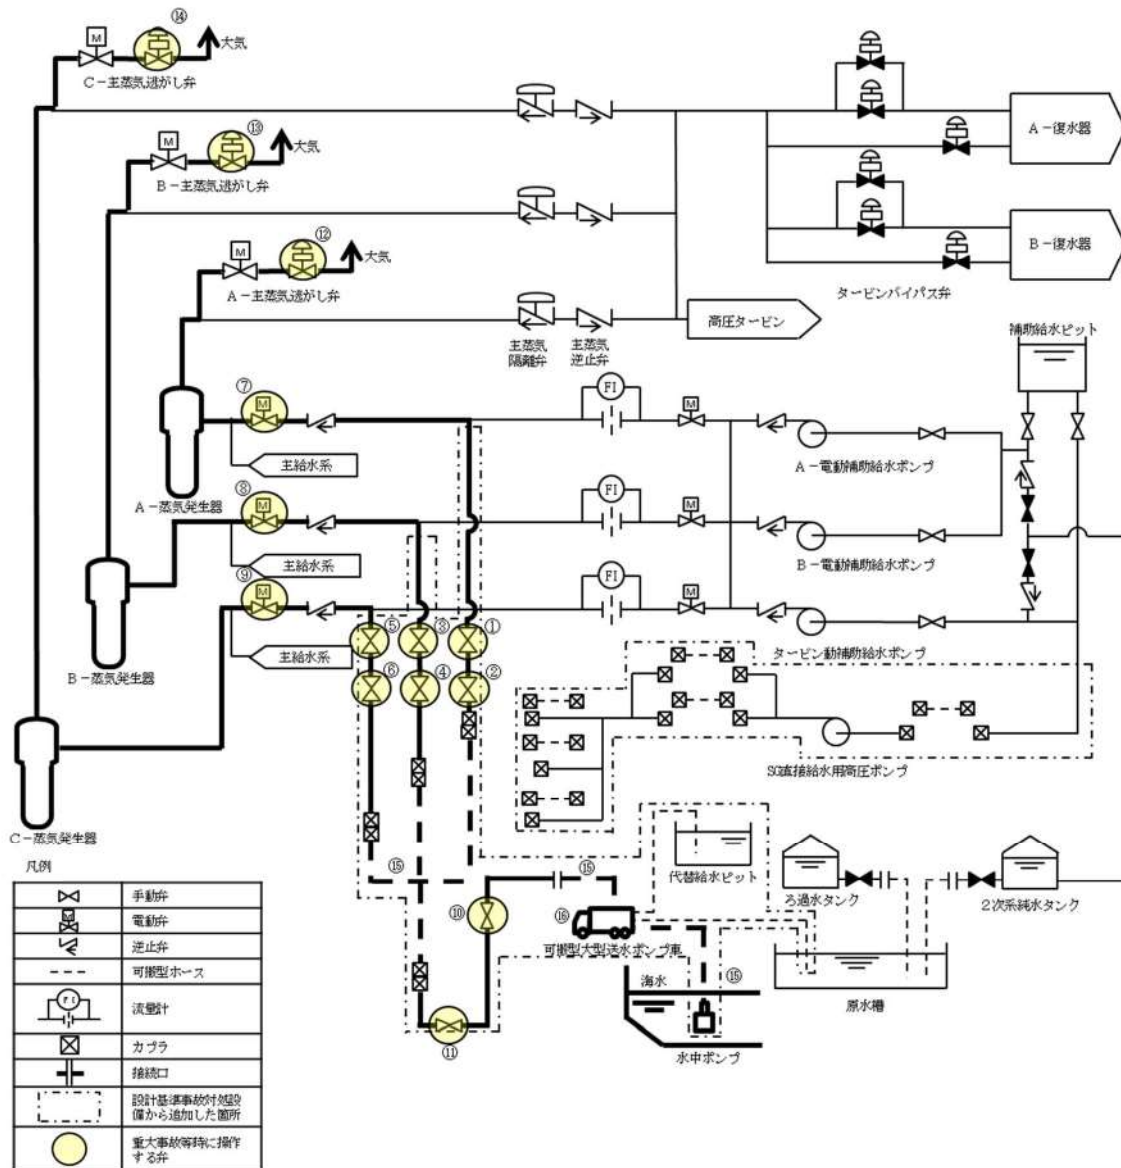 ⑭
M
大気
C－主蒸気逃がし弁
⑬
M
大気
B－主蒸気逃がし弁
A－復水器
⑫
M
大気
B－復水器
A－主蒸気逃がし弁
タービンバイパス弁
高圧タービン
補助給水ピット
主蒸気
隔離弁
主蒸気
逆止弁
⑦
M
FI
M
主給水系
A－電動補助給水ポンプ
A－蒸気発生器
⑧
M
FI
M
主給水系
B－電動補助給水ポンプ
⑨
M
FI
M
主給水系
⑤
③
①
タービン動補助給水ポンプ
B－蒸気発生器
⑥
④
②
SG直接給水用高圧ポンプ
C－蒸気発生器
⑮
⑮
代替給水ピット
ろ過水タンク
2次系純水タンク
⑩
⑯
可搬型大型送水ポンプ車
⑮
海水
原水槽
⑪
水中ポンプ
凡例
手動弁
M
電動弁
逆止弁
可搬型ホース
FI
流量計
カプラ
接続口
設計基準事故対処設
備から追加した箇所
重大事故等時に操作
する弁